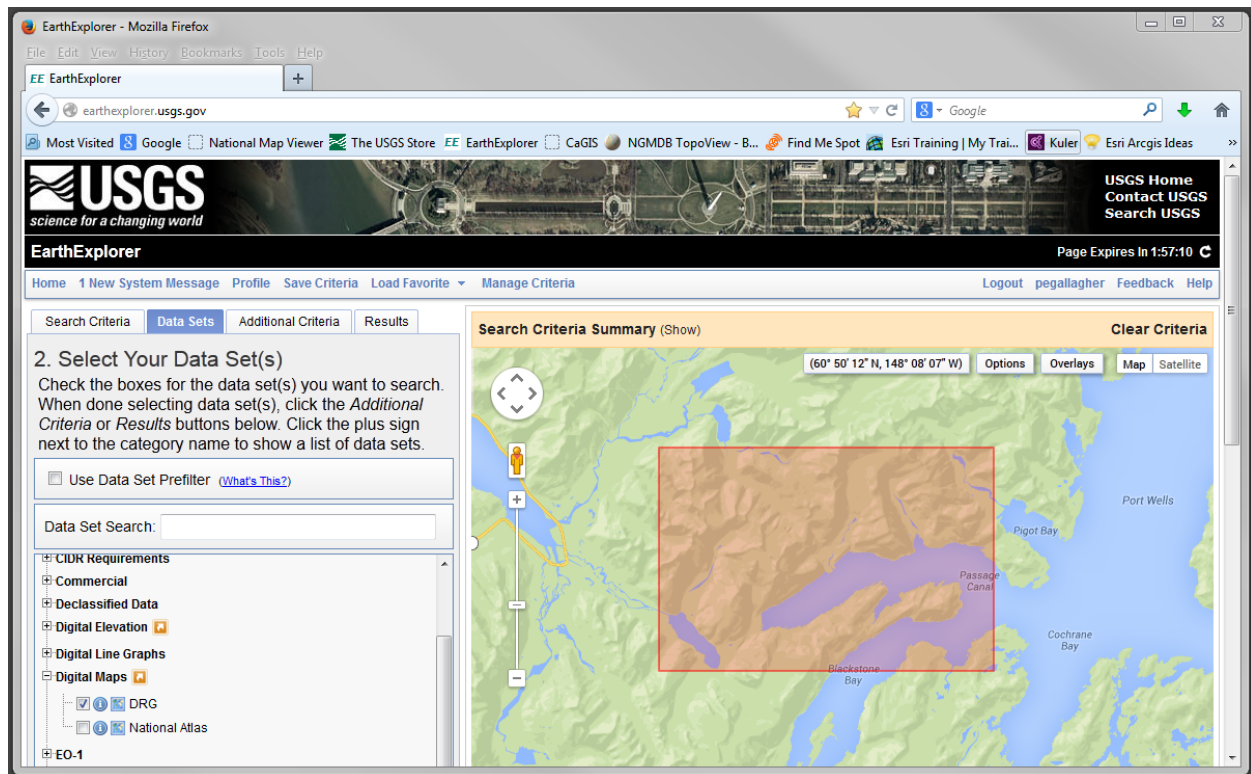 EarthExplorer - Mozilla Firefox
File Edit View History Bookmarks Tools Help
EE EarthExplorer
earthexplorer.usgs.gov
Google
Most Visited Google National Map Viewer The USGS Store EE EarthExplorer CaGIS NGMDB TopoView - B... Find Me Spot Esri Training | My Trai... Kuler Esri Arcgis Ideas »
USGS
science for a changing world
USGS Home
Contact USGS
Search USGS
EarthExplorer
Page Expires In 1:57:10
Home 1 New System Message Profile Save Criteria Load Favorite Manage Criteria
Logout pegallagher Feedback Help
Search Criteria Data Sets Additional Criteria Results
2. Select Your Data Set(s)
Check the boxes for the data set(s) you want to search.
When done selecting data set(s), click the Additional
Criteria or Results buttons below. Click the plus sign
next to the category name to show a list of data sets.
Use Data Set Prefilter (What's This?)
Data Set Search:
CIDR Requirements
Commercial
Declassified Data
Digital Elevation
Digital Line Graphs
Digital Maps
DRG
National Atlas
EO-1
Search Criteria Summary (Show)
Clear Criteria
(60° 50' 12" N, 148° 08' 07" W) Options Overlays Map Satellite
Port Wells
Pigot Bay
Passage
Canal
Cochrane
Bay
Blackstone
Bay